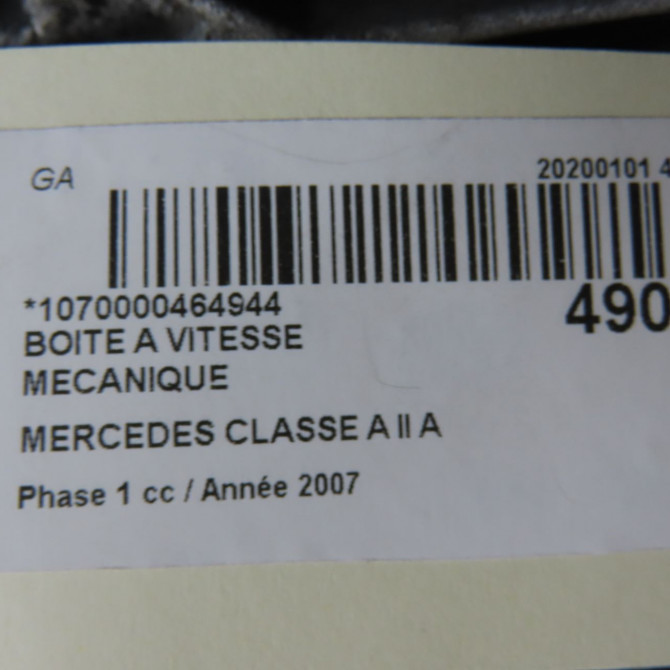 GA
20200101 4
*1070000464944
490
BOITE A VITESSE
MECANIQUE
MERCEDES CLASSE A II A
Phase 1 cc / Année 2007